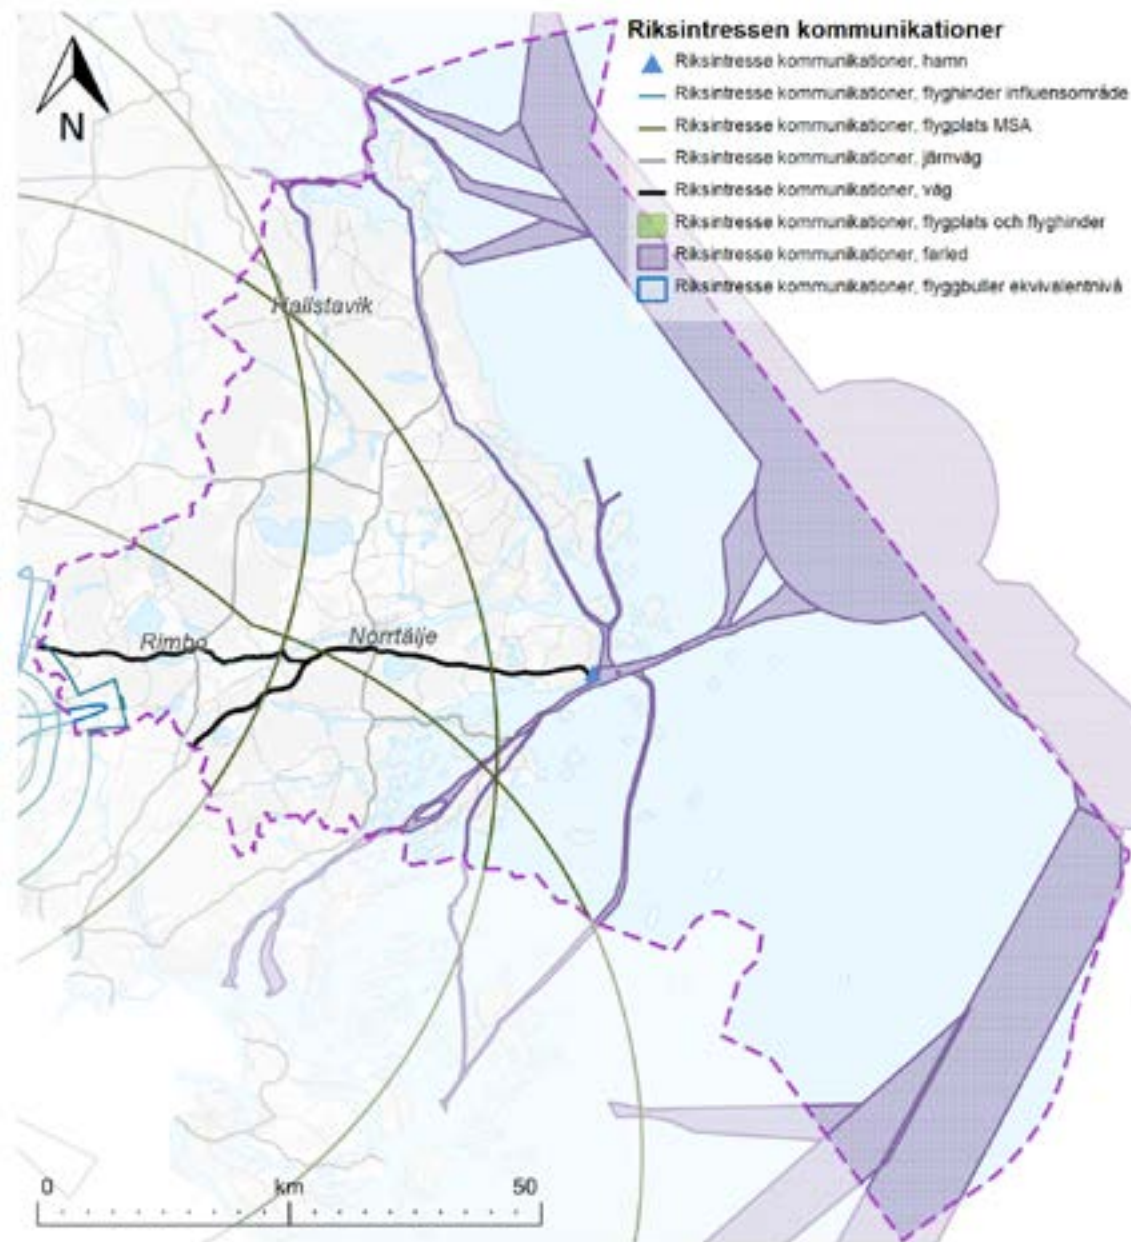 Riksintressen kommunikationer
Riksintresse kommunikationer, hamn
Riksintresse kommunikationer, flyghinder influensområde
Riksintresse kommunikationer, flygplats MSA
Riksintresse kommunikationer, järnväg
Riksintresse kommunikationer, väg
Riksintresse kommunikationer, flygplats och flyghinder
Riksintresse kommunikationer, farled
Riksintresse kommunikationer, flyggbuller ekvivalentnivå
N
Hallstavik
Rimbo
Norrtälje
0 km 50